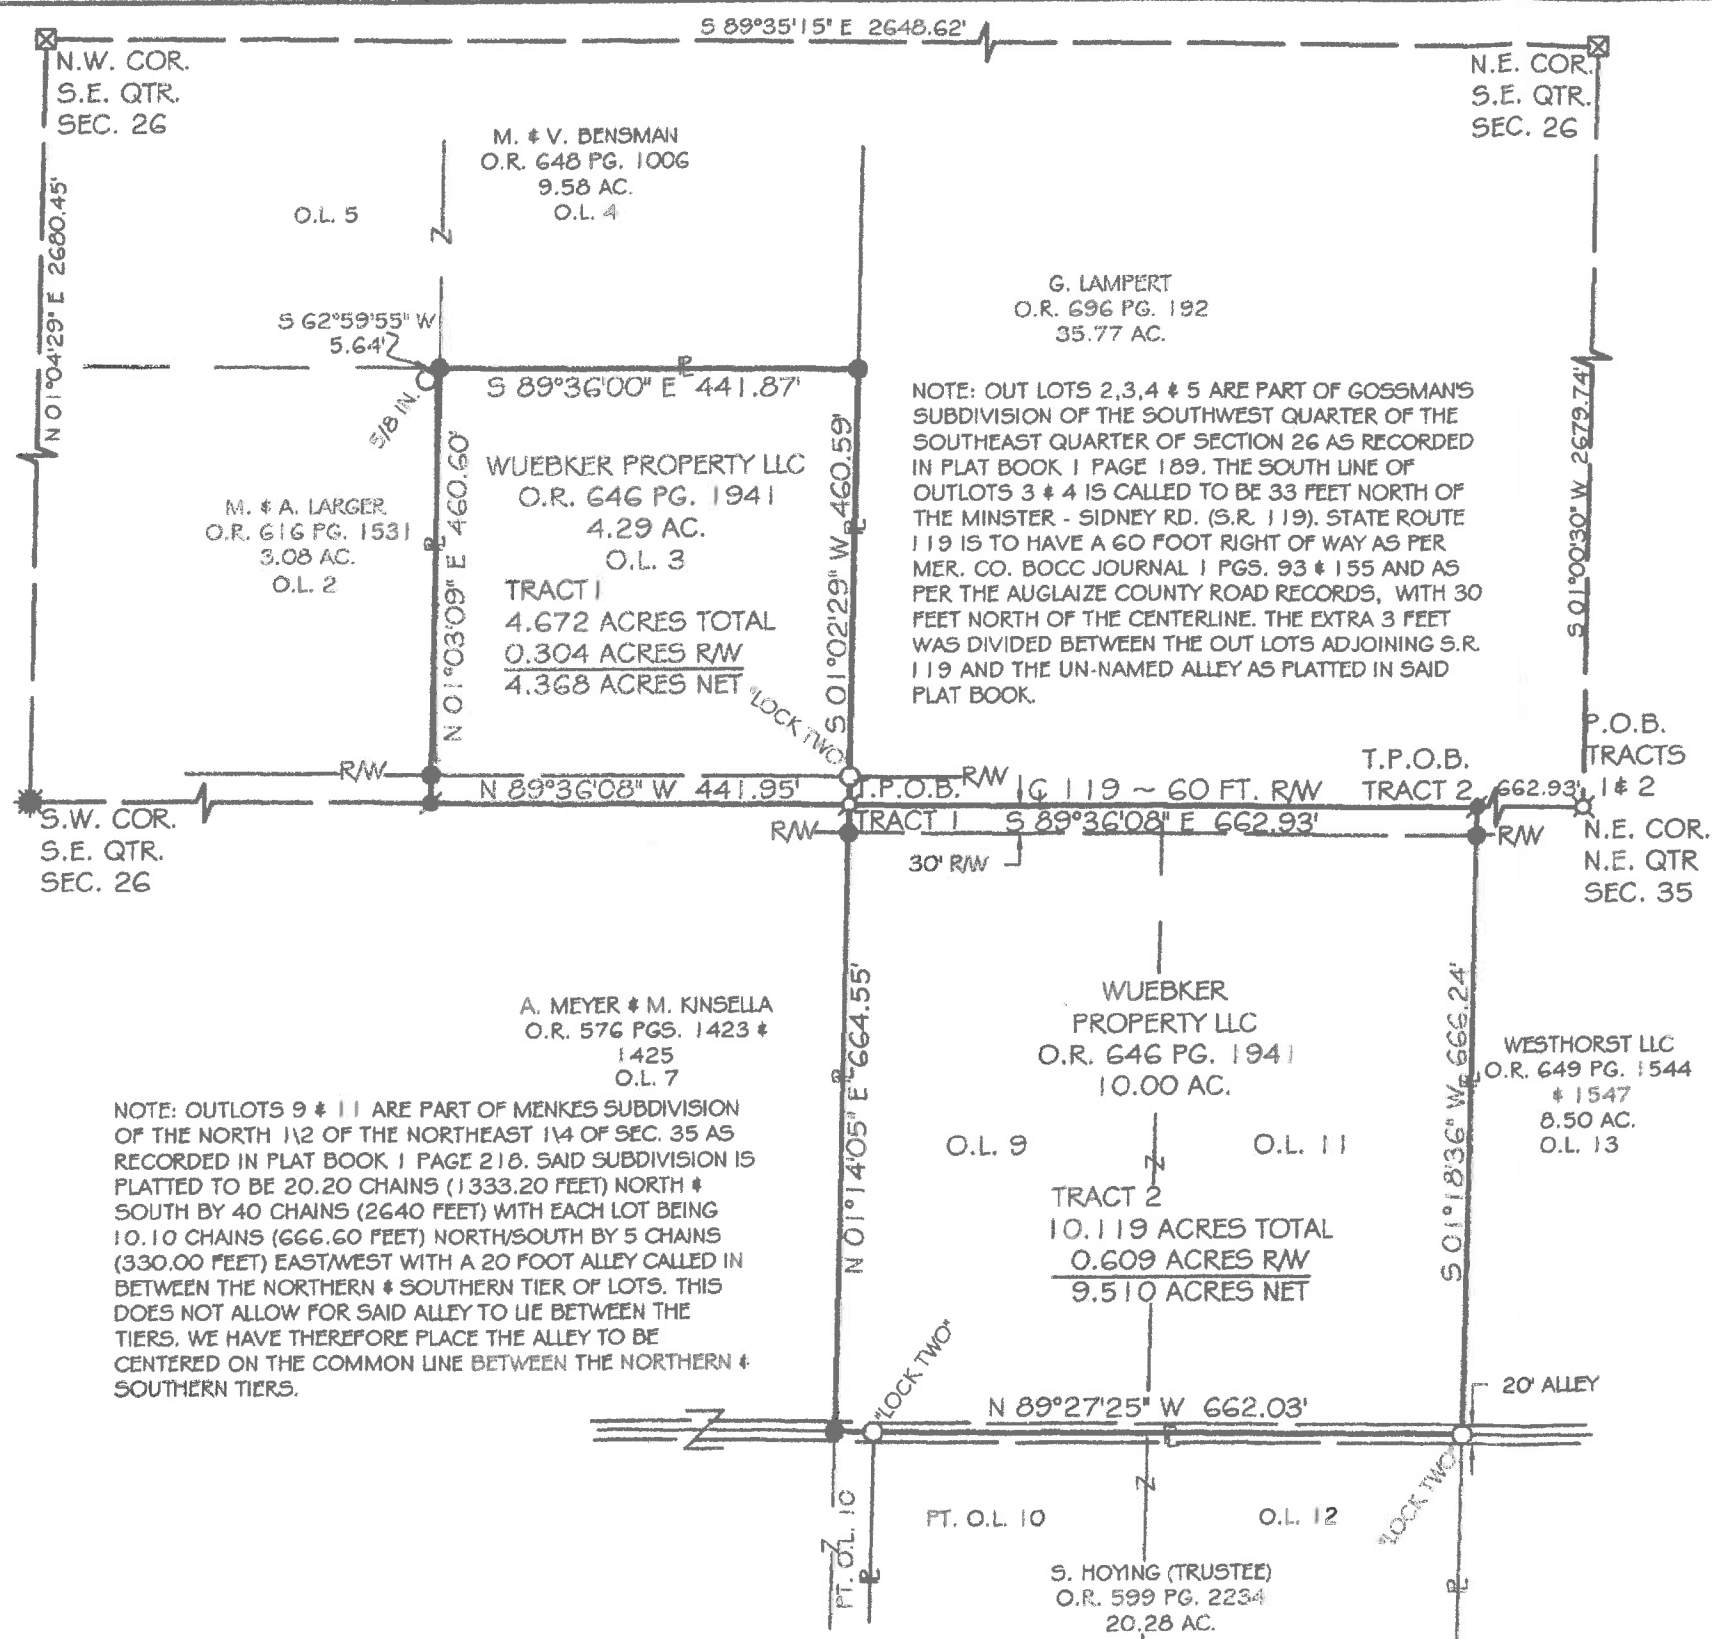 S 89°35'15" E 2648.62'
N.W. COR.
S.E. QTR.
SEC. 26
N.E. COR.
S.E. QTR.
SEC. 26
N 01°04'29" E 2680.45'
M. & V. BENSMAN
O.R. 648 PG. 1006
9.58 AC.
O.L. 4
O.L. 5
G. LAMPERT
O.R. 696 PG. 192
35.77 AC.
S 62°59'55" W
5.64'
5/8 IN.
S 89°36'00" E 441.87'
NOTE: OUT LOTS 2,3,4 & 5 ARE PART OF GOSSMAN'S
SUBDIVISION OF THE SOUTHWEST QUARTER OF THE
SOUTHEAST QUARTER OF SECTION 26 AS RECORDED
IN PLAT BOOK 1 PAGE 189. THE SOUTH LINE OF
OUTLOTS 3 & 4 IS CALLED TO BE 33 FEET NORTH OF
THE MINSTER - SIDNEY RD. (S.R. 119). STATE ROUTE
119 IS TO HAVE A 60 FOOT RIGHT OF WAY AS PER
MER. CO. BOCC JOURNAL 1 PGS. 93 & 155 AND AS
PER THE AUGLAIZE COUNTY ROAD RECORDS, WITH 30
FEET NORTH OF THE CENTERLINE. THE EXTRA 3 FEET
WAS DIVIDED BETWEEN THE OUT LOTS ADJOINING S.R.
119 AND THE UN-NAMED ALLEY AS PLATTED IN SAID
PLAT BOOK.
S 01°00'30" W 2679.74'
WUEBKER PROPERTY LLC
O.R. 646 PG. 1941
4.29 AC.
O.L. 3
TRACT 1
4.672 ACRES TOTAL
0.304 ACRES R/W
4.368 ACRES NET
N 01°03'09" E 460.60'
S 01°02'29" W 460.59'
M. & A. LARGER
O.R. 616 PG. 1531
3.08 AC.
O.L. 2
"LOCK TWO"
R/W
N 89°36'08" W 441.95'
R/W
T.P.O.B.
TRACT 1
℄ 119 ~ 60 FT. R/W
T.P.O.B.
TRACT 2
662.93'
P.O.B.
TRACTS
1 & 2
S.W. COR.
S.E. QTR.
SEC. 26
R/W
S 89°36'08" E 662.93'
30' R/W
R/W
N.E. COR.
N.E. QTR
SEC. 35
A. MEYER & M. KINSELLA
O.R. 576 PGS. 1423 &
1425
O.L. 7
NOTE: OUTLOTS 9 & 11 ARE PART OF MENKES SUBDIVISION
OF THE NORTH 1\2 OF THE NORTHEAST 1\4 OF SEC. 35 AS
RECORDED IN PLAT BOOK 1 PAGE 218. SAID SUBDIVISION IS
PLATTED TO BE 20.20 CHAINS (1333.20 FEET) NORTH &
SOUTH BY 40 CHAINS (2640 FEET) WITH EACH LOT BEING
10.10 CHAINS (666.60 FEET) NORTH/SOUTH BY 5 CHAINS
(330.00 FEET) EAST/WEST WITH A 20 FOOT ALLEY CALLED IN
BETWEEN THE NORTHERN & SOUTHERN TIER OF LOTS. THIS
DOES NOT ALLOW FOR SAID ALLEY TO LIE BETWEEN THE
TIERS. WE HAVE THEREFORE PLACE THE ALLEY TO BE
CENTERED ON THE COMMON LINE BETWEEN THE NORTHERN &
SOUTHERN TIERS.
N 01°14'05" E 664.55'
WUEBKER
PROPERTY LLC
O.R. 646 PG. 1941
10.00 AC.
O.L. 9
O.L. 11
TRACT 2
10.119 ACRES TOTAL
0.609 ACRES R/W
9.510 ACRES NET
S 01°18'36" W 666.24'
WESTHORST LLC
O.R. 649 PG. 1544
& 1547
8.50 AC.
O.L. 13
"LOCK TWO"
N 89°27'25" W 662.03'
20' ALLEY
"LOCK TWO"
PT. O.L. 10
PT. O.L. 10
O.L. 12
S. HOYING (TRUSTEE)
O.R. 599 PG. 2234
20.28 AC.